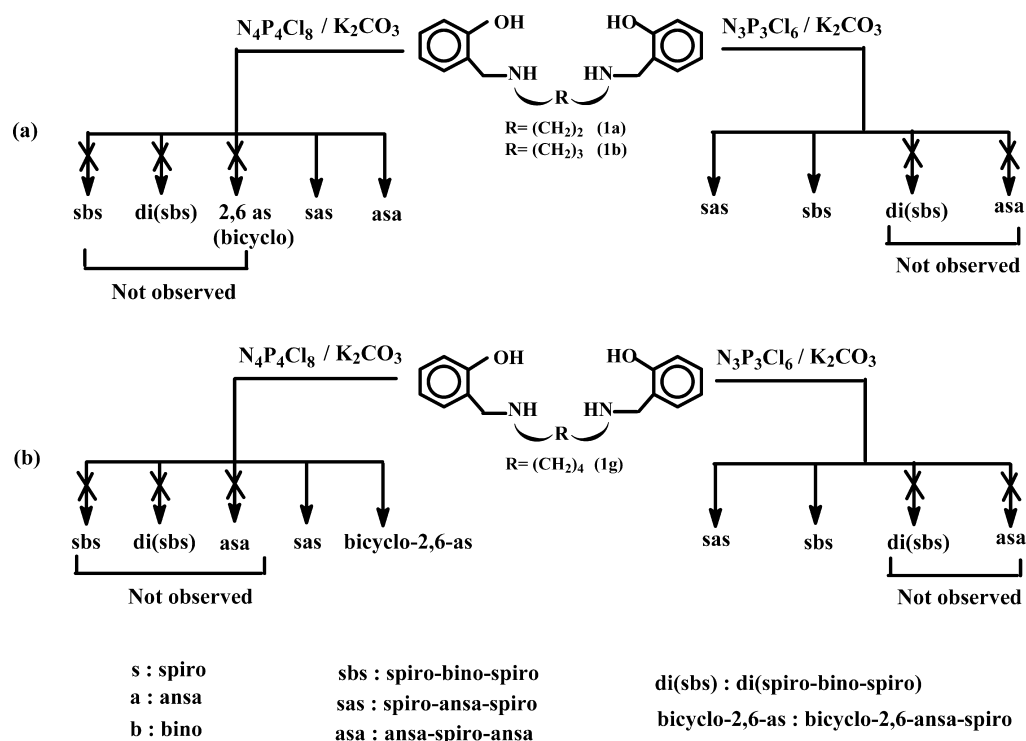 N₄P₄Cl₈ / K₂CO₃
OH
HO
N₃P₃Cl₆ / K₂CO₃
NH
HN
R
(a)
R= (CH₂)₂ (1a)
R= (CH₂)₃ (1b)
sbs di(sbs) 2,6 as sas asa
(bicyclo)
Not observed
sas sbs di(sbs) asa
Not observed
N₄P₄Cl₈ / K₂CO₃
OH
HO
N₃P₃Cl₆ / K₂CO₃
NH
HN
R
(b)
R= (CH₂)₄ (1g)
sbs di(sbs) asa sas bicyclo-2,6-as
Not observed
sas sbs di(sbs) asa
Not observed
s : spiro
a : ansa
b : bino
sbs : spiro-bino-spiro
sas : spiro-ansa-spiro
asa : ansa-spiro-ansa
di(sbs) : di(spiro-bino-spiro)
bicyclo-2,6-as : bicyclo-2,6-ansa-spiro